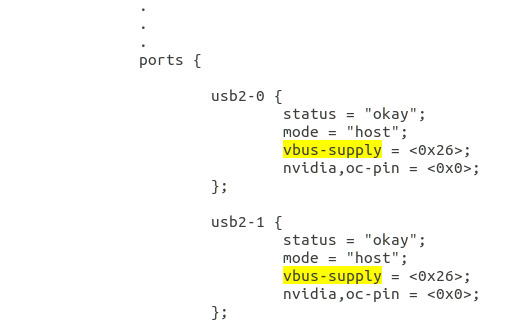 .
.
.
ports {
usb2-0 {
status = "okay";
mode = "host";
vbus-supply = <0x26>;
nvidia,oc-pin = <0x0>;
};
usb2-1 {
status = "okay";
mode = "host";
vbus-supply = <0x26>;
nvidia,oc-pin = <0x0>;
};